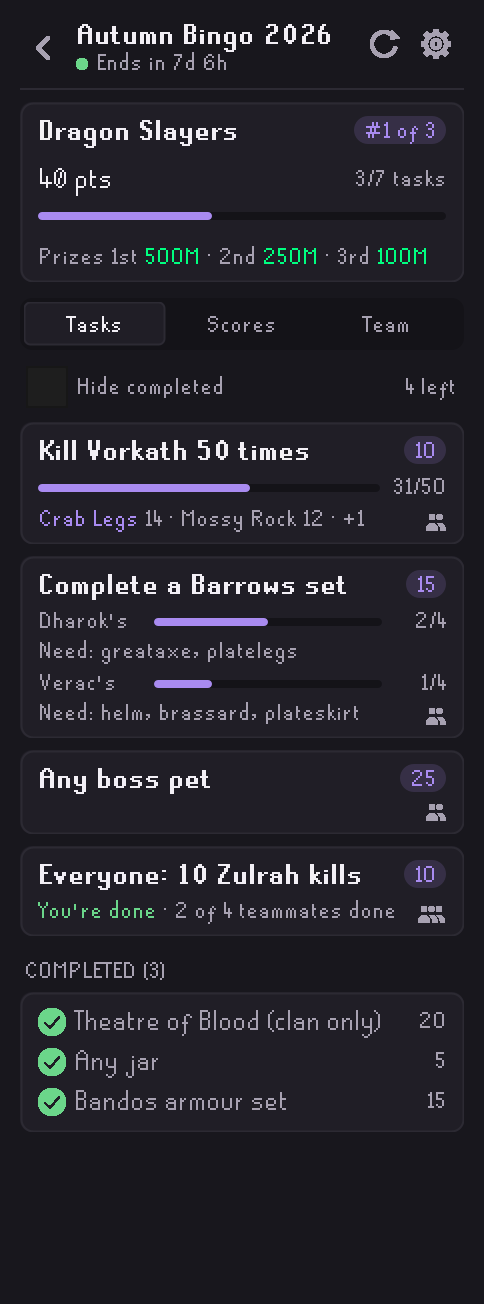 Autumn Bingo 2026
Ends in 7d 6h
Dragon Slayers
#1 of 3
40 pts
3/7 tasks
Prizes 1st 500M · 2nd 250M · 3rd 100M
Tasks
Scores
Team
Hide completed
4 left
Kill Vorkath 50 times
10
31/50
Crab Legs 14 · Mossy Rock 12 · +1
Complete a Barrows set
15
Dharok's
2/4
Need: greataxe, platelegs
Verac's
1/4
Need: helm, brassard, plateskirt
Any boss pet
25
Everyone: 10 Zulrah kills
10
You're done · 2 of 4 teammates done
COMPLETED (3)
Theatre of Blood (clan only)
20
Any jar
5
Bandos armour set
15